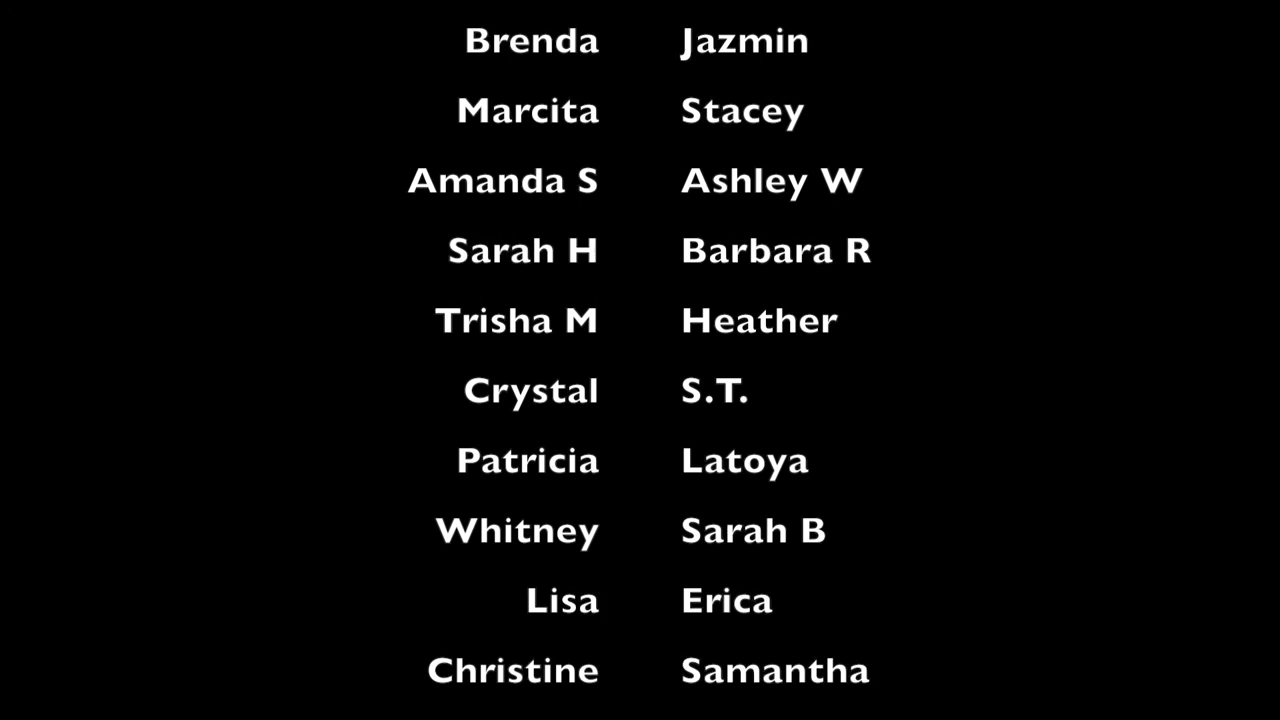 Brenda Jazmin
Marcita Stacey
Amanda S Ashley W
Sarah H Barbara R
Trisha M Heather
Crystal S.T.
Patricia Latoya
Whitney Sarah B
Lisa Erica
Christine Samantha